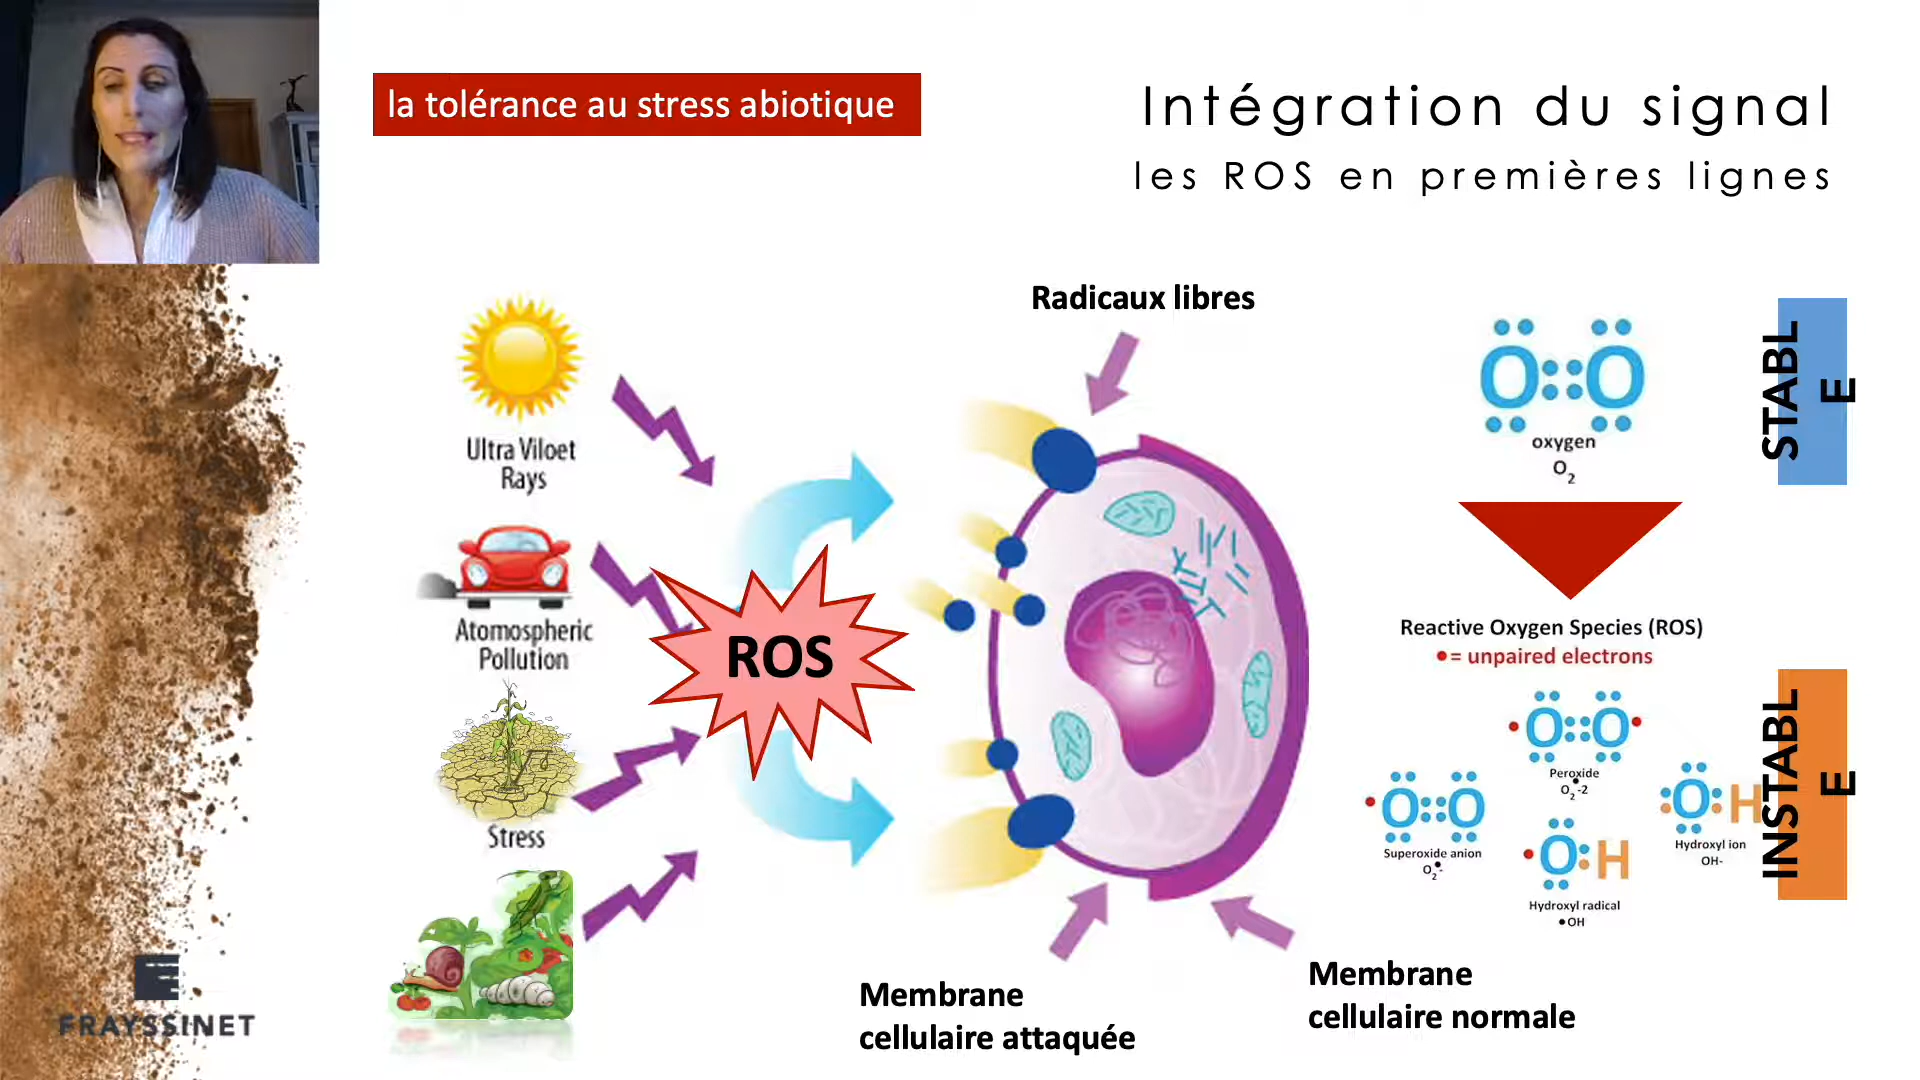 la tolérance au stress abiotique
Intégration du signal
les ROS en premières lignes
Radicaux libres
Ultra Viloet
Rays
Atomospheric
Pollution
Stress
ROS
Membrane
cellulaire attaquée
Membrane
cellulaire normale
O O
oxygen
O2
STABL
E
Reactive Oxygen Species (ROS)
= unpaired electrons
O O
Peroxide
O2-2
O O
Superoxide anion
O2-
O H
Hydroxyl radical
•OH
O H
Hydroxyl ion
OH-
INSTABL
E
FRAYSSINET